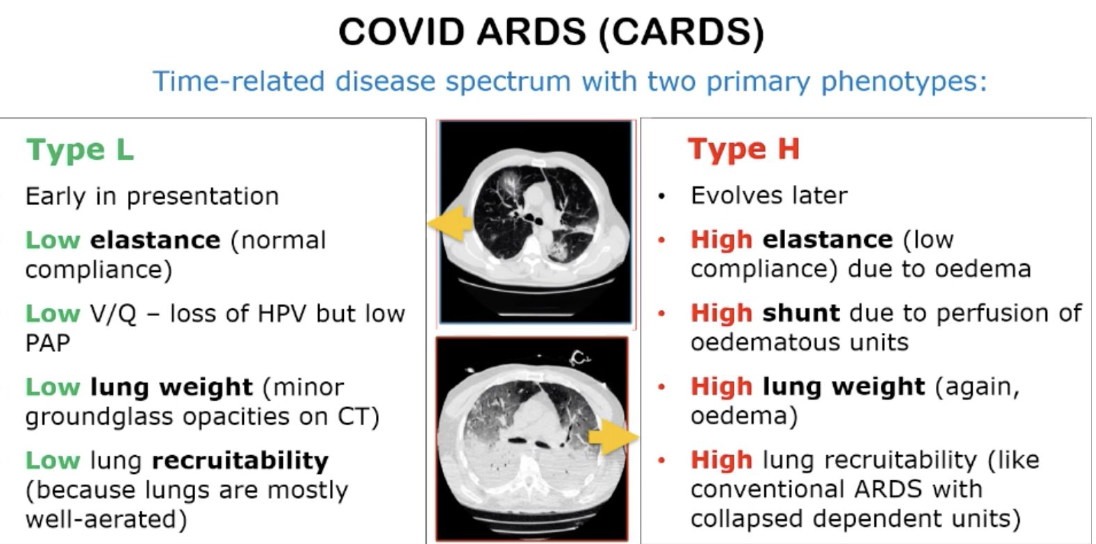 COVID ARDS (CARDS)
Time-related disease spectrum with two primary phenotypes:
Type L
Early in presentation
Low elastance (normal
compliance)
Low V/Q – loss of HPV but low
PAP
Low lung weight (minor
groundglass opacities on CT)
Low lung recruitability
(because lungs are mostly
well-aerated)
Type H
• Evolves later
• High elastance (low
compliance) due to oedema
• High shunt due to perfusion of
oedematous units
• High lung weight (again,
oedema)
• High lung recruitability (like
conventional ARDS with
collapsed dependent units)